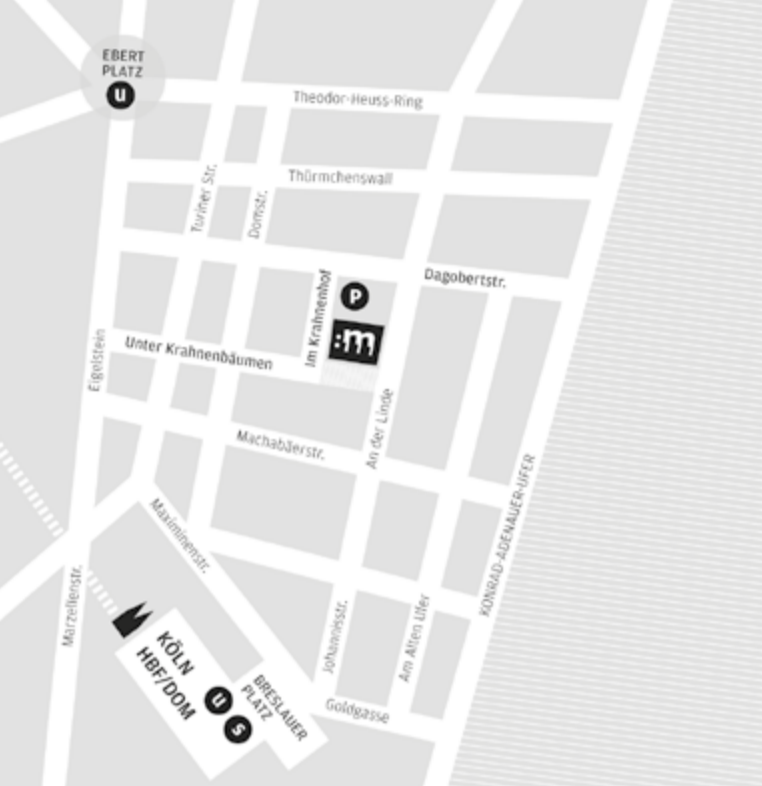 EBERT
PLATZ
u
Theodor-Heuss-Ring
Thürmchenswall
Turiner Str.
Domstr.
Dagobertstr.
Im Krahnenhof
P
:m
Unter Krahnenbäumen
Eigelstein
An der Linde
Machabäerstr.
KONRAD-ADENAUER-UFER
Maximinenstr.
Marzellenstr.
Johannisstr.
Am Alten Ufer
KÖLN
HBF/DOM
u
s
BRESLAUER
PLATZ
Goldgasse